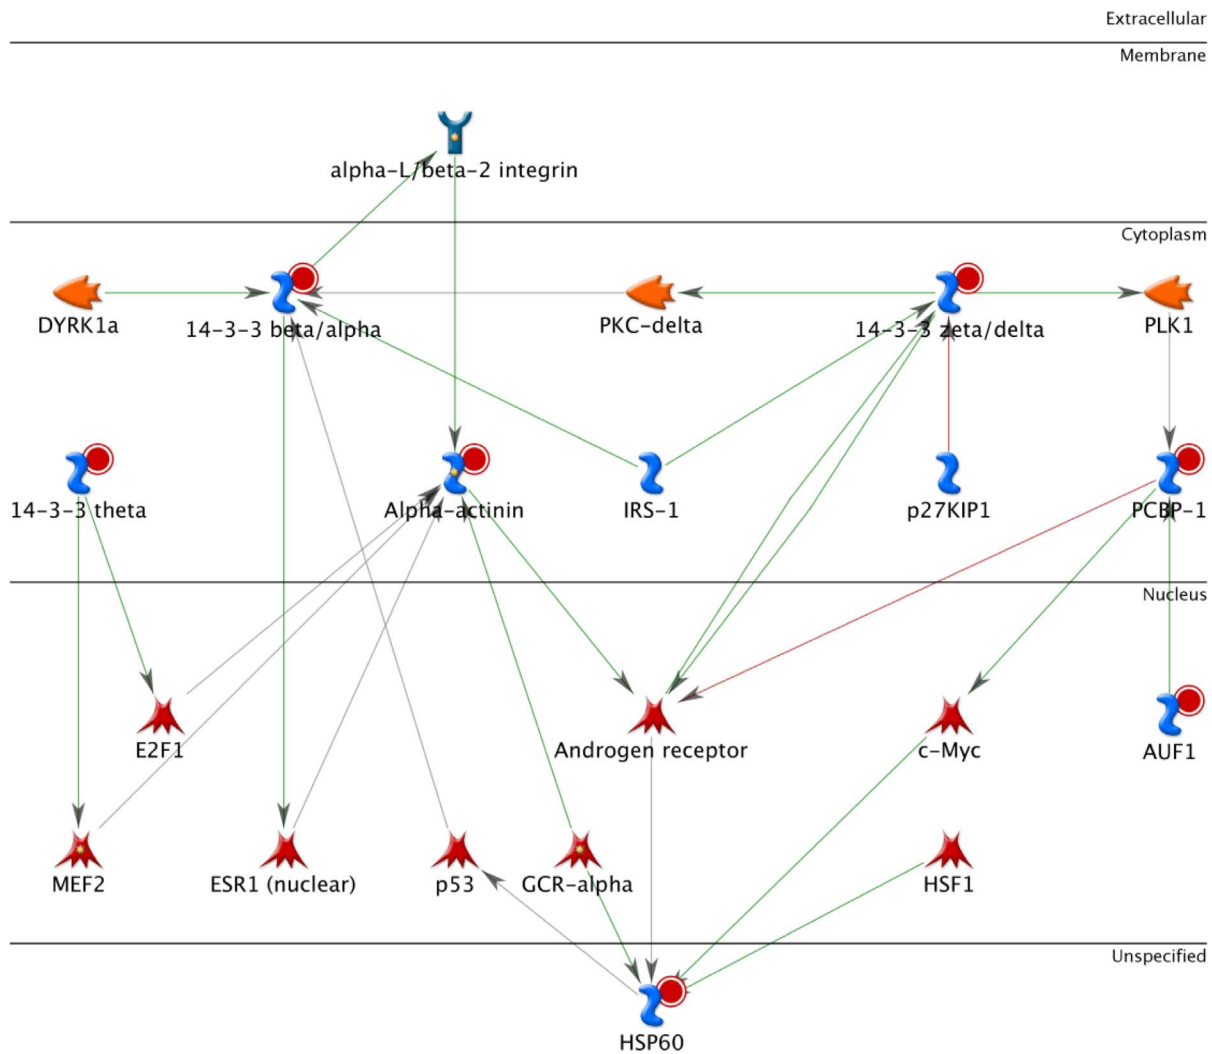 Extracellular
Membrane
alpha-L/beta-2 integrin
Cytoplasm
DYRK1a
14-3-3 beta/alpha
PKC-delta
14-3-3 zeta/delta
PLK1
14-3-3 theta
Alpha-actinin
IRS-1
p27KIP1
PCBP-1
Nucleus
E2F1
Androgen receptor
c-Myc
AUF1
MEF2
ESR1 (nuclear)
p53
GCR-alpha
HSF1
Unspecified
HSP60